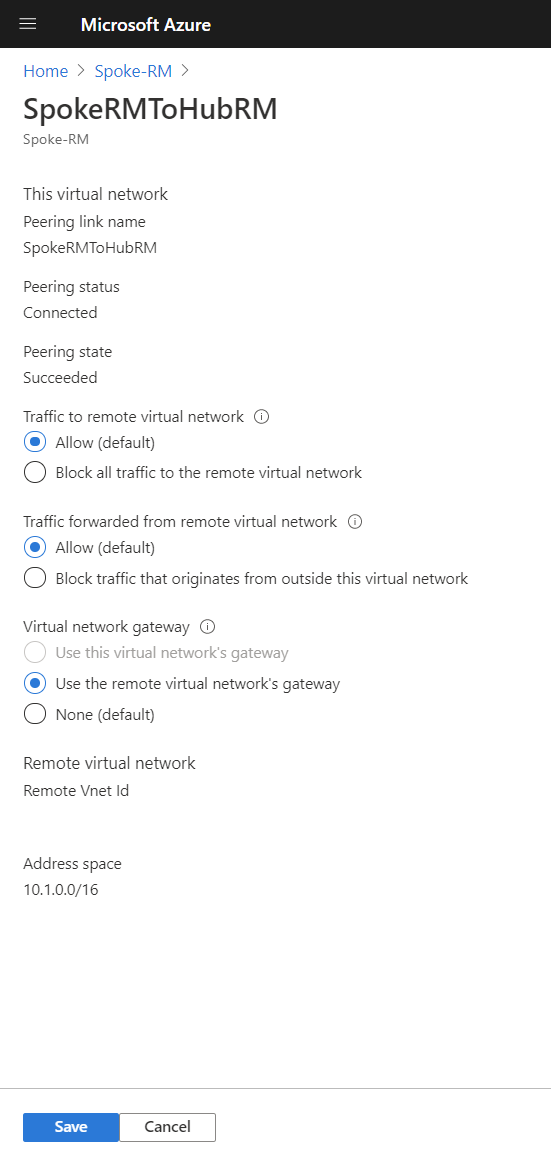 Microsoft Azure
Home > Spoke-RM >
SpokeRMToHubRM
Spoke-RM
This virtual network
Peering link name
SpokeRMToHubRM
Peering status
Connected
Peering state
Succeeded
Traffic to remote virtual network
Allow (default)
Block all traffic to the remote virtual network
Traffic forwarded from remote virtual network
Allow (default)
Block traffic that originates from outside this virtual network
Virtual network gateway
Use this virtual network's gateway
Use the remote virtual network's gateway
None (default)
Remote virtual network
Remote Vnet Id
Address space
10.1.0.0/16
Save Cancel